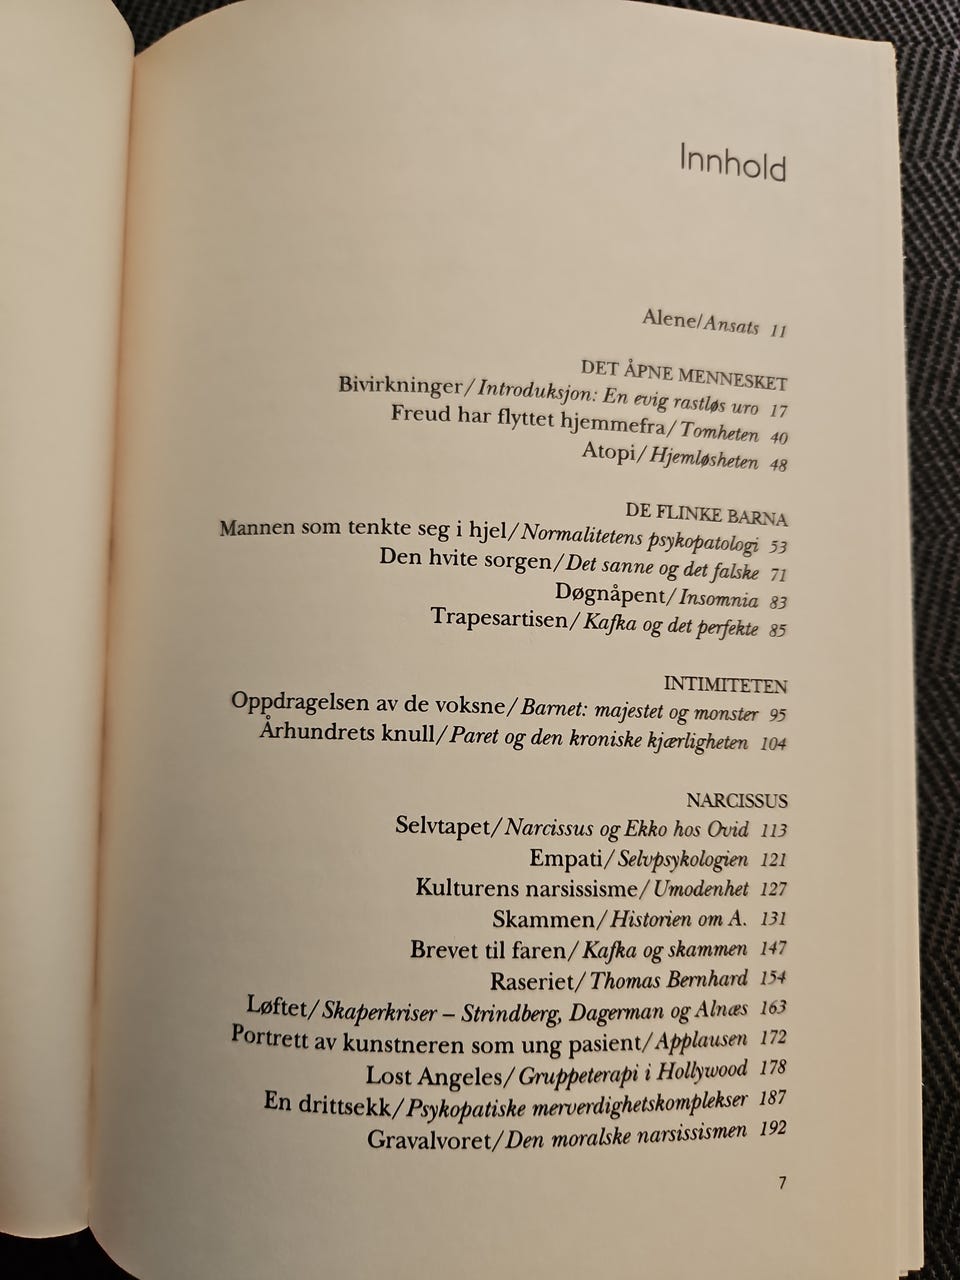 Innhold
Alene/Ansats 11
DET ÅPNE MENNESKET
Bivirkninger/Introduksjon: En evig rastløs uro 17
Freud har flyttet hjemmefra/Tomheten 40
Atopi/Hjemløsheten 48
DE FLINKE BARNA
Mannen som tenkte seg i hjel/Normalitetens psykopatologi 53
Den hvite sorgen/Det sanne og det falske 71
Døgnåpent/Insomnia 83
Trapesartisen/Kafka og det perfekte 85
INTIMITETEN
Oppdragelsen av de voksne/Barnet: majestet og monster 95
Århundrets knull/Paret og den kroniske kjærligheten 104
NARCISSUS
Selvtapet/Narcissus og Ekko hos Ovid 113
Empati/Selvpsykologien 121
Kulturens narsissisme/Umodenhet 127
Skammen/Historien om A. 131
Brevet til faren/Kafka og skammen 147
Raseriet/Thomas Bernhard 154
Løftet/Skaperkriser – Strindberg, Dagerman og Alnæs 163
Portrett av kunstneren som ung pasient/Applausen 172
Lost Angeles/Gruppeterapi i Hollywood 178
En drittsekk/Psykopatiske merverdighetskomplekser 187
Gravalvoret/Den moralske narsissismen 192
7